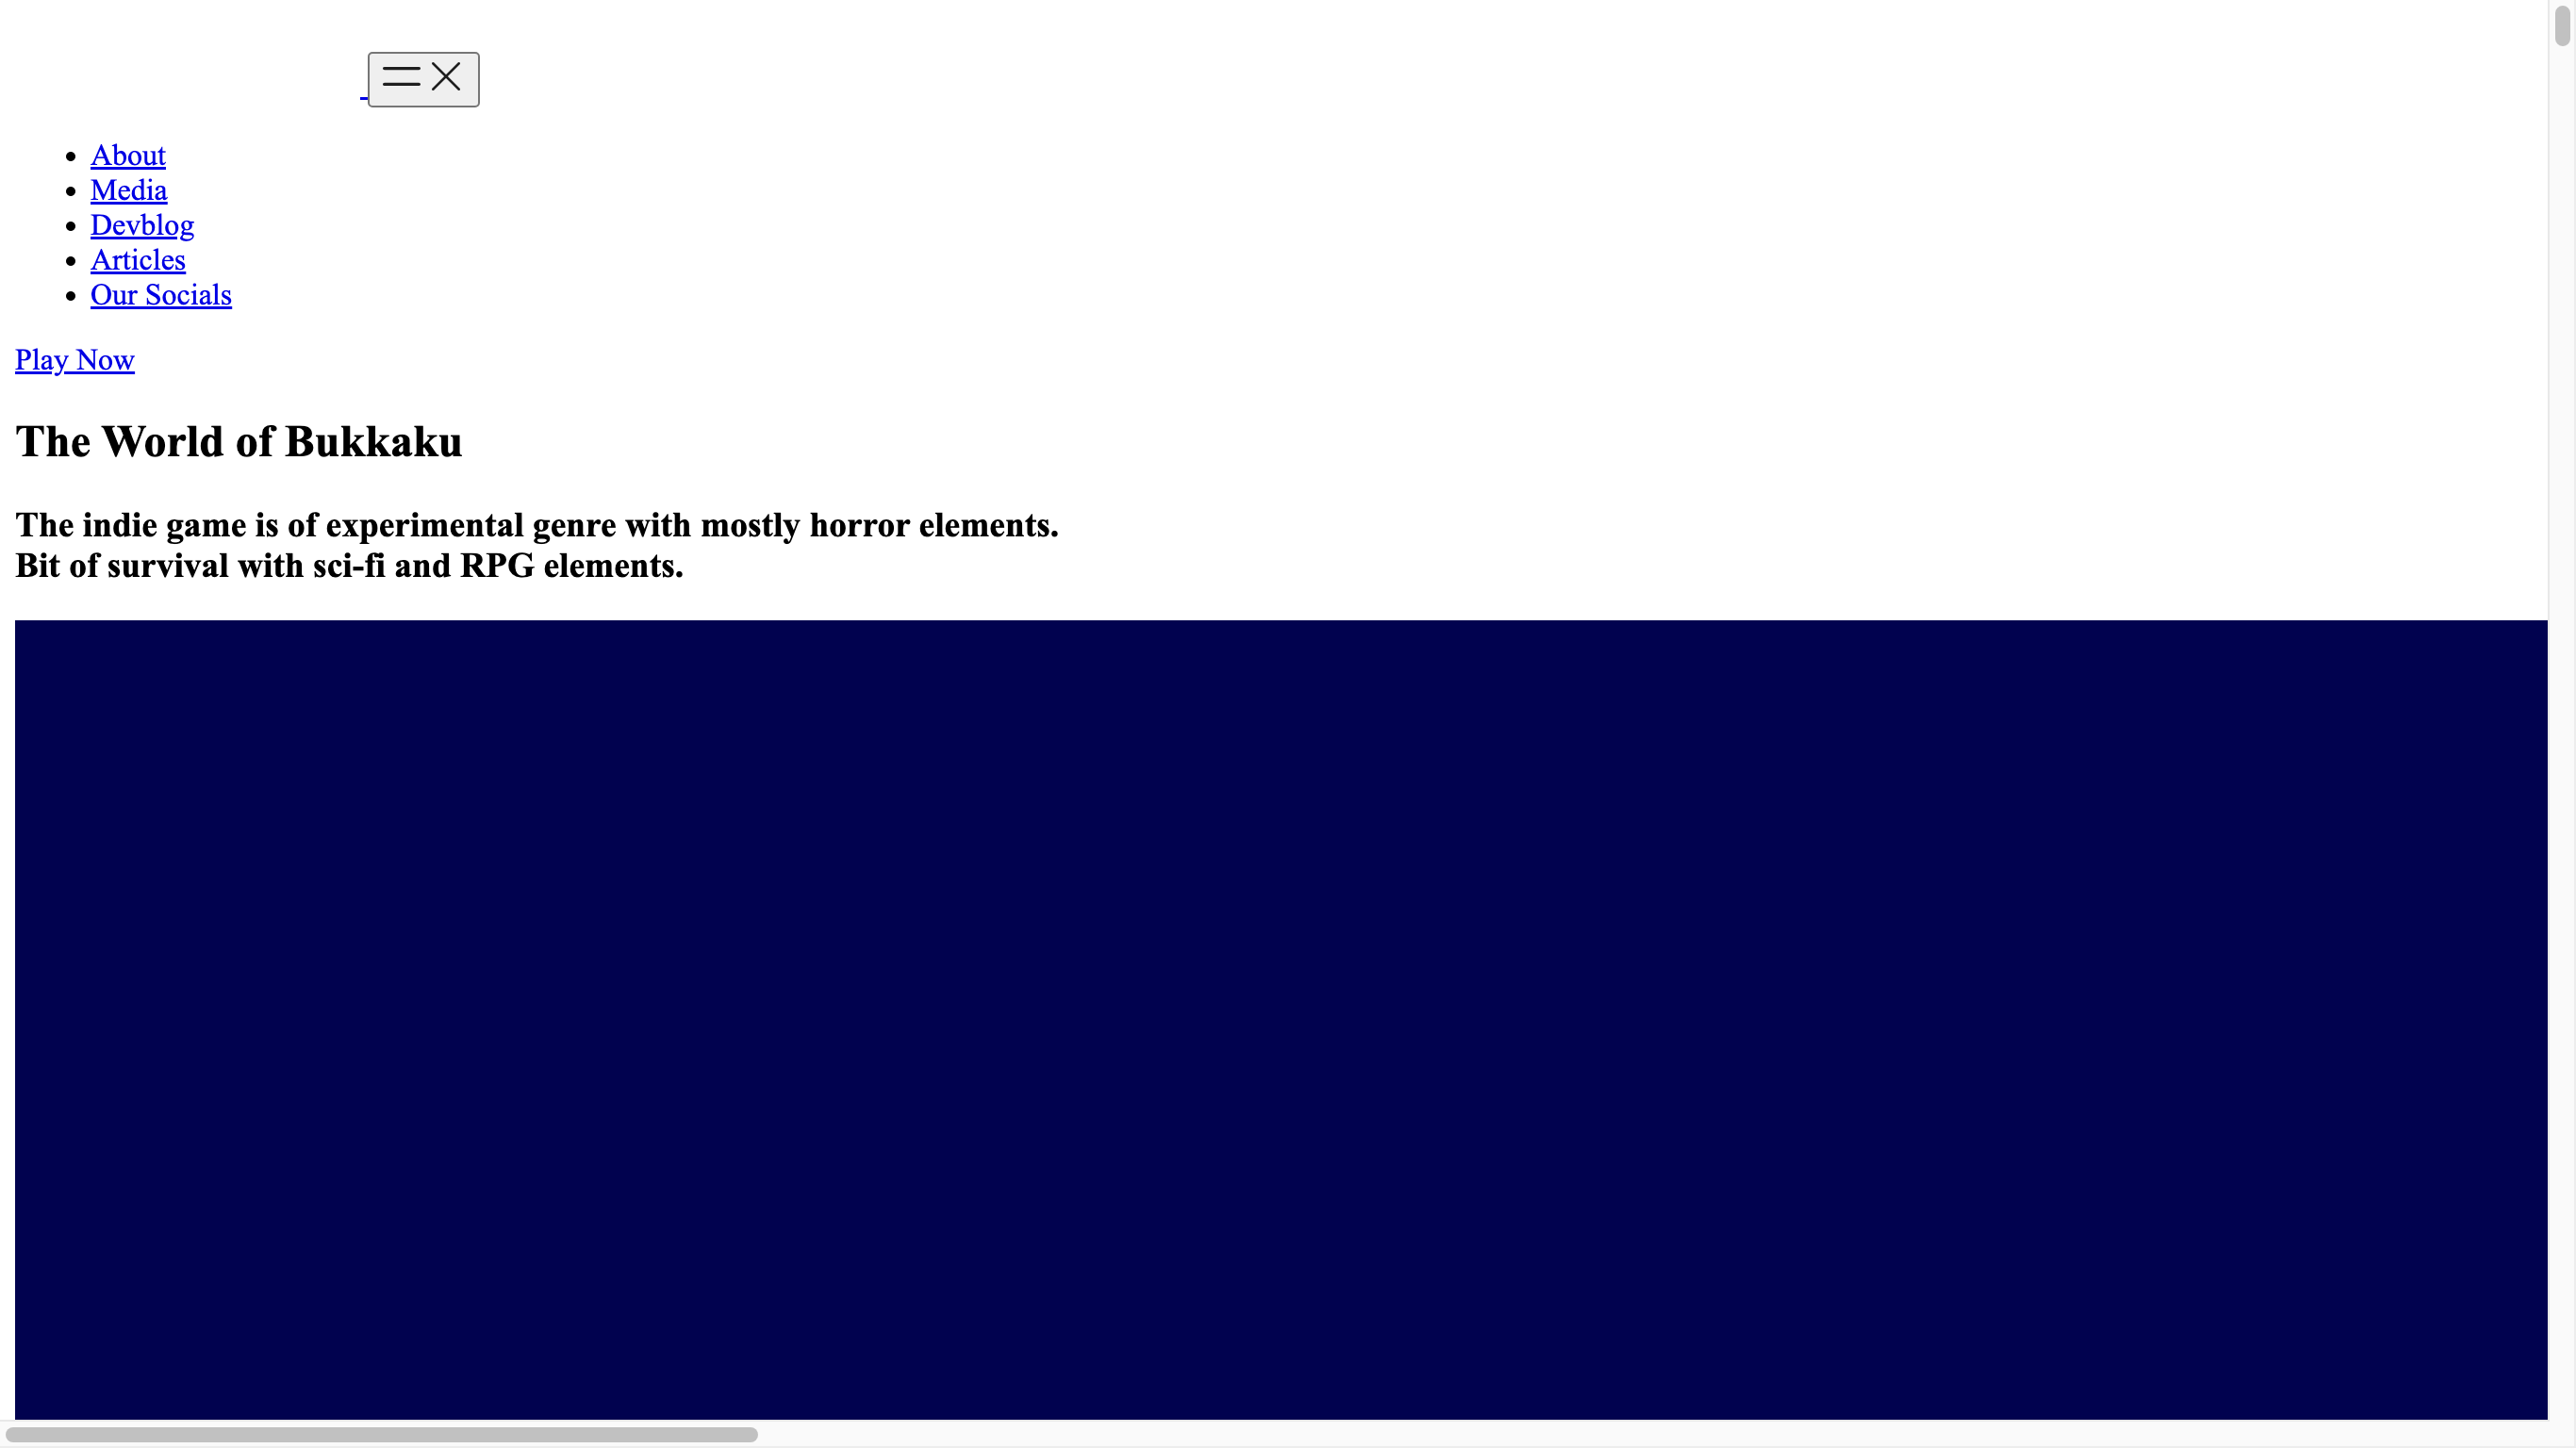 About
Media
Devblog
Articles
Our Socials
Play Now
The World of Bukkaku
The indie game is of experimental genre with mostly horror elements.
Bit of survival with sci-fi and RPG elements.